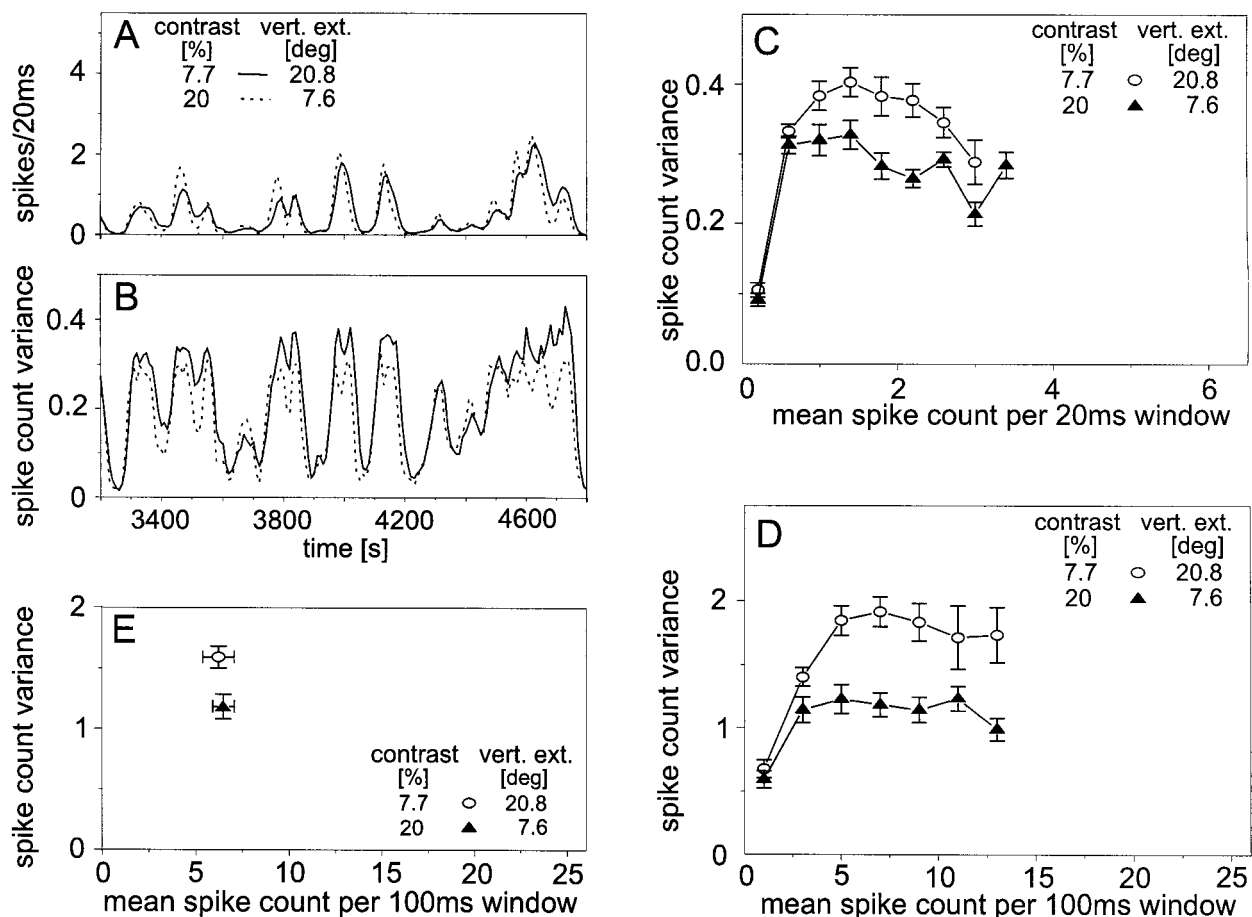 A
contrast vert. ext.
[%] [deg]
7.7 20.8
20 7.6
4
2
0
spikes/20ms
B
0.4
0.2
0
spike count variance
3400 3800 4200 4600
time [s]
E
2
1
0
spike count variance
contrast vert. ext.
[%] [deg]
7.7 20.8
20 7.6
0 5 10 15 20 25
mean spike count per 100ms window
C
contrast vert. ext.
[%] [deg]
7.7 20.8
20 7.6
0.4
0.2
0.0
spike count variance
0 2 4 6
mean spike count per 20ms window
D
contrast vert. ext.
[%] [deg]
7.7 20.8
20 7.6
2
1
0
spike count variance
0 5 10 15 20 25
mean spike count per 100ms window